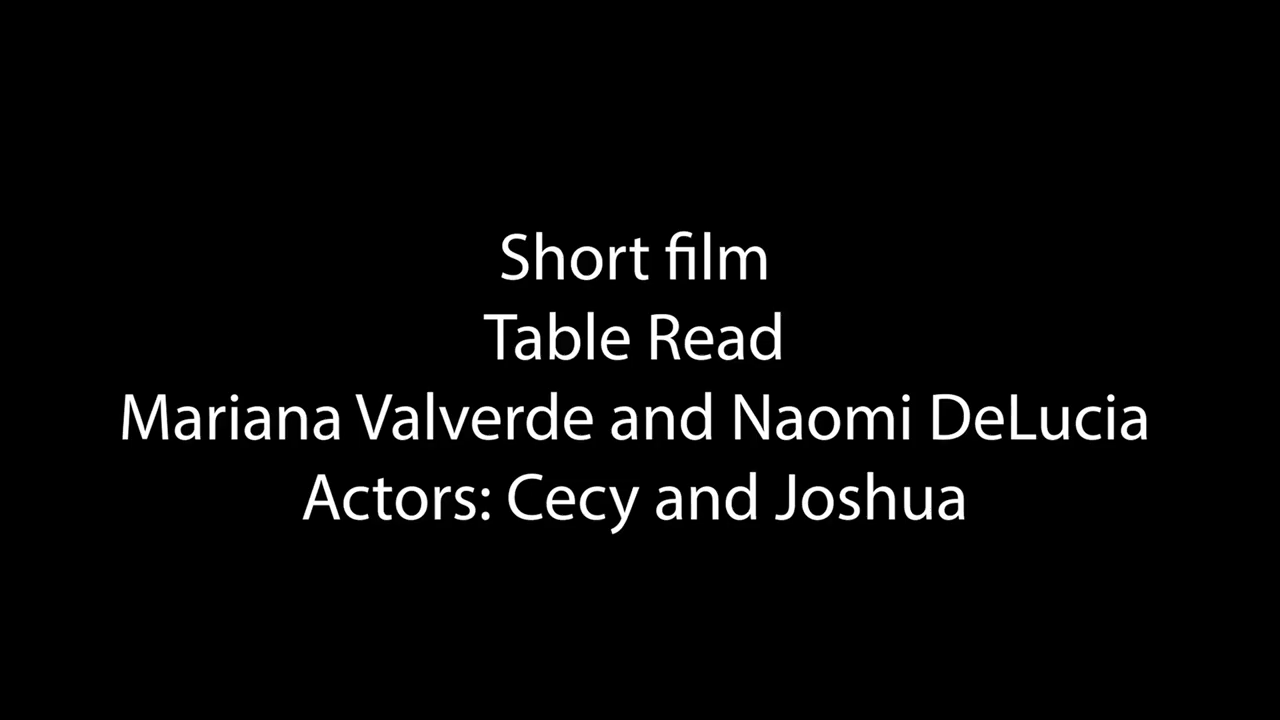 Short film
Table Read
Mariana Valverde and Naomi DeLucia
Actors: Cecy and Joshua